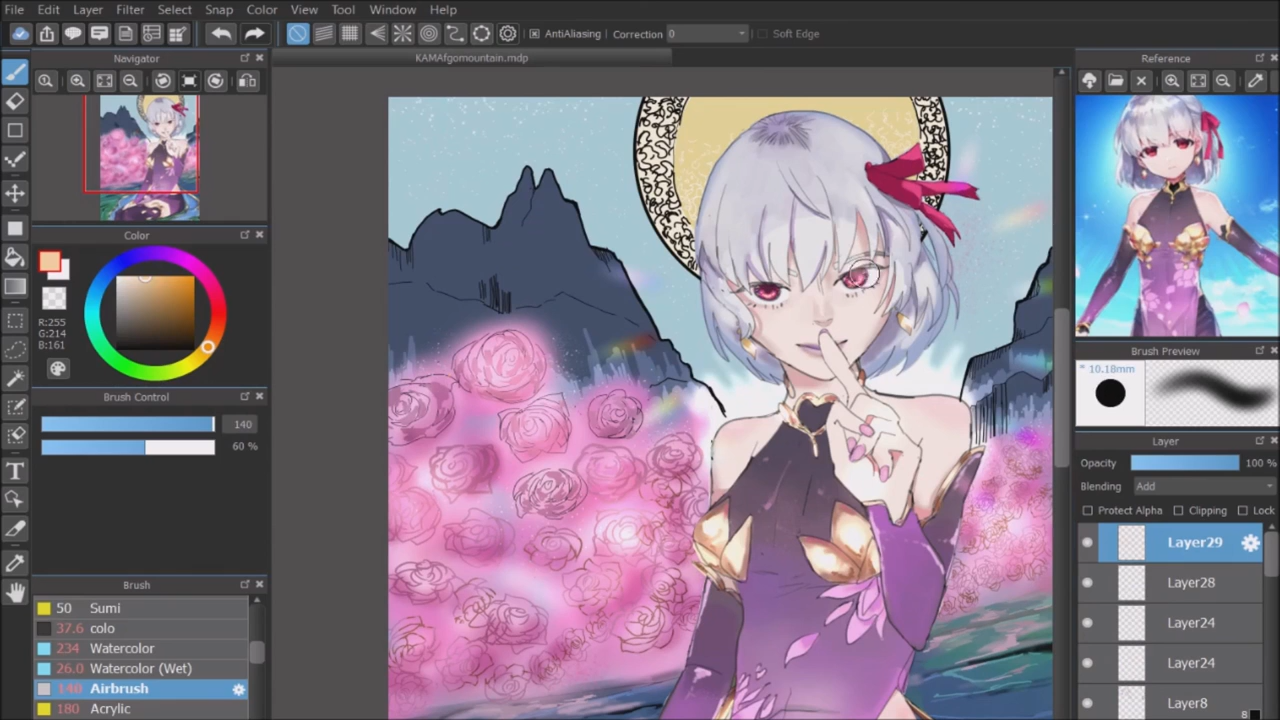 File Edit Layer Filter Select Snap Color View Tool Window Help
AntiAliasing Correction 0 Soft Edge
Navigator
KAMAfgomountain.mdp
Reference
Color
R:255
G:214
B:161
Brush Control
140
60 %
Brush
50 Sumi
37.6 colo
234 Watercolor
26.0 Watercolor (Wet)
140 Airbrush
180 Acrylic
Brush Preview
* 10.18mm
Layer
Opacity 100 %
Blending Add
Protect Alpha Clipping Lock
Layer29
Layer28
Layer24
Layer24
Layer8